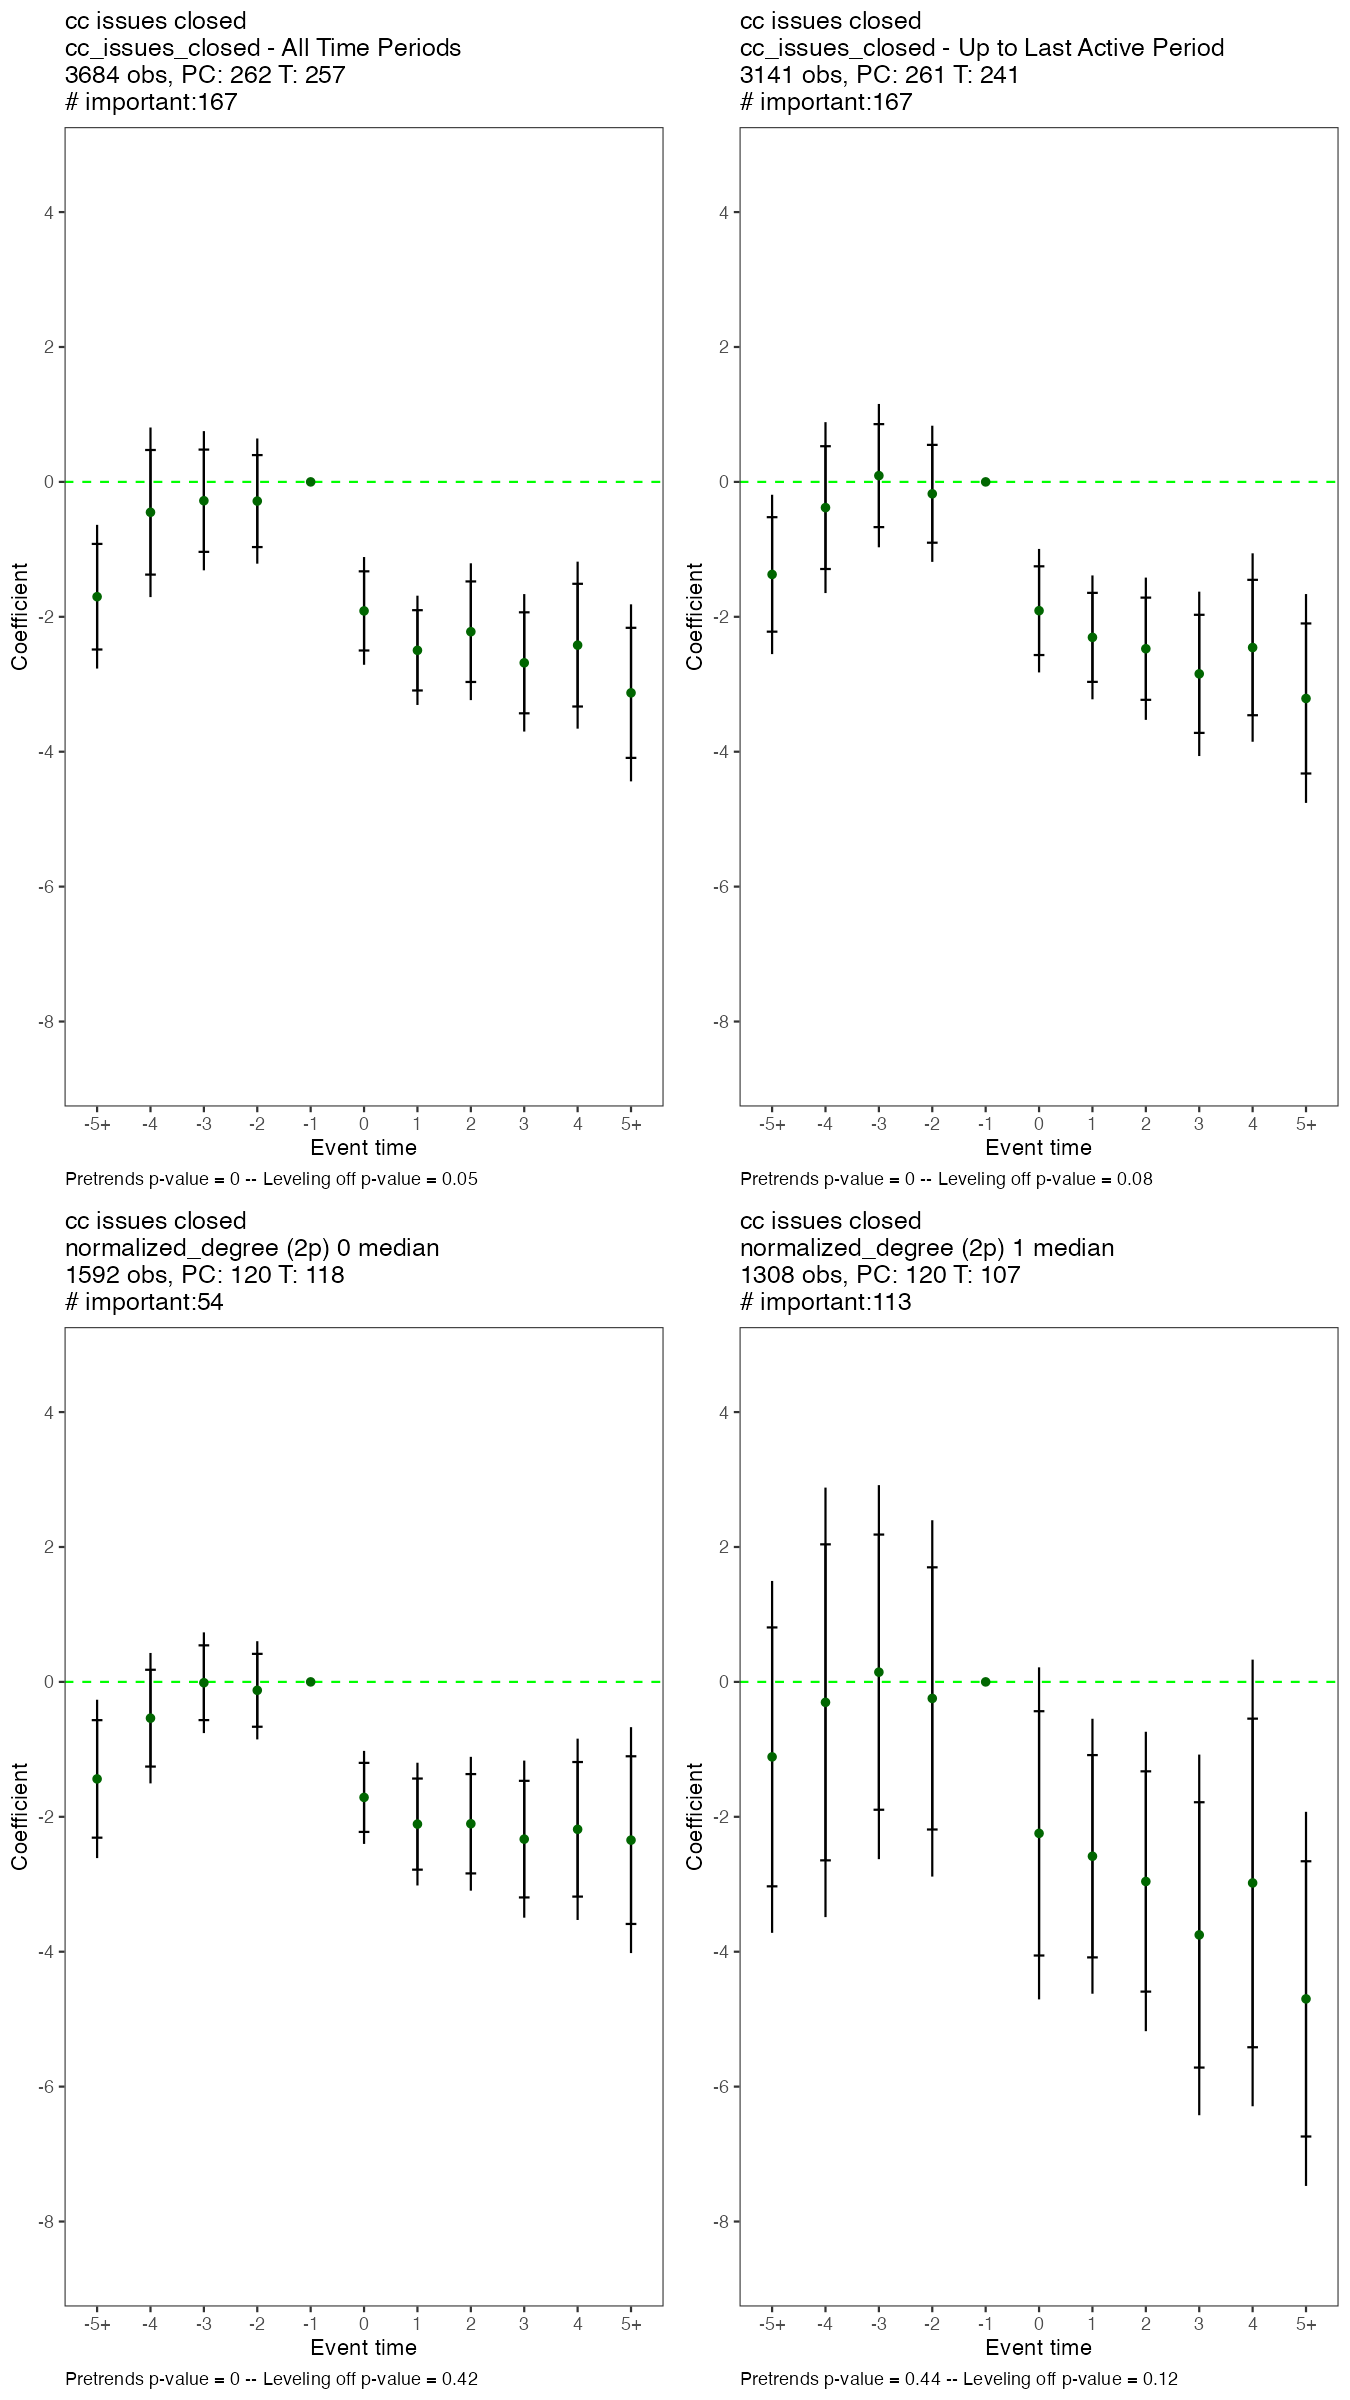 cc issues closed
cc_issues_closed - All Time Periods
3684 obs, PC: 262 T: 257
# important:167
4
2
0
-2
-4
-6
-8
Coefficient
-5+ -4 -3 -2 -1 0 1 2 3 4 5+
Event time
Pretrends p-value = 0 -- Leveling off p-value = 0.05
cc issues closed
cc_issues_closed - Up to Last Active Period
3141 obs, PC: 261 T: 241
# important:167
4
2
0
-2
-4
-6
-8
Coefficient
-5+ -4 -3 -2 -1 0 1 2 3 4 5+
Event time
Pretrends p-value = 0 -- Leveling off p-value = 0.08
cc issues closed
normalized_degree (2p) 0 median
1592 obs, PC: 120 T: 118
# important:54
4
2
0
-2
-4
-6
-8
Coefficient
-5+ -4 -3 -2 -1 0 1 2 3 4 5+
Event time
Pretrends p-value = 0 -- Leveling off p-value = 0.42
cc issues closed
normalized_degree (2p) 1 median
1308 obs, PC: 120 T: 107
# important:113
4
2
0
-2
-4
-6
-8
Coefficient
-5+ -4 -3 -2 -1 0 1 2 3 4 5+
Event time
Pretrends p-value = 0.44 -- Leveling off p-value = 0.12